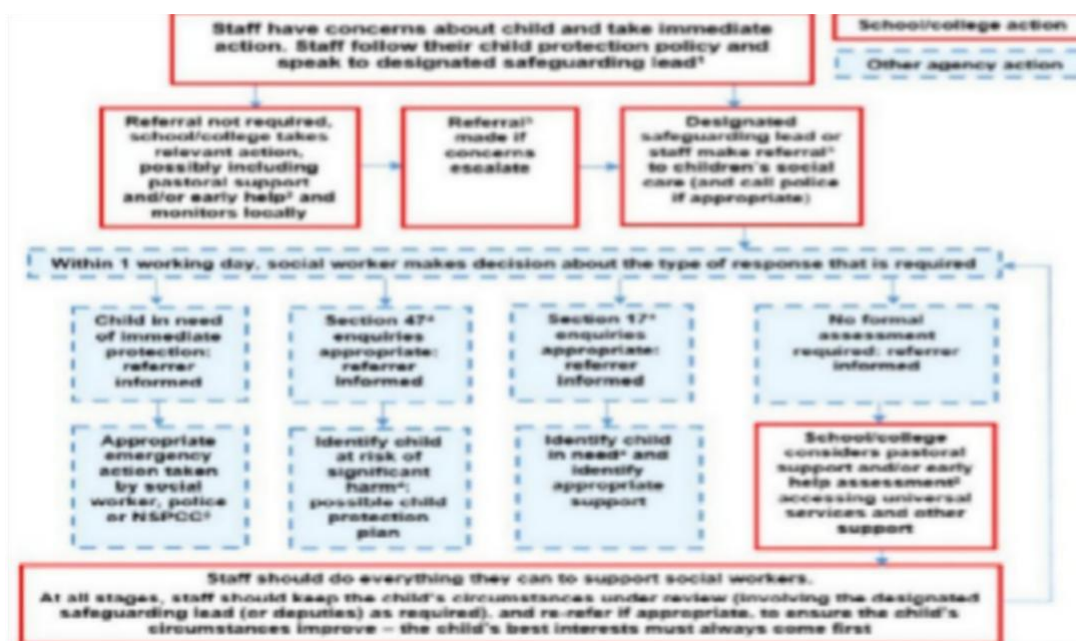 Staff have concerns about child and take immediate
action. Staff follow their child protection policy and
speak to designated safeguarding lead¹
School/college action
Other agency action
Referral not required,
school/college takes
relevant action,
possibly including
pastoral support
and/or early help² and
monitors locally
Referral³
made if
concerns
escalate
Designated
safeguarding lead or
staff make referral³
to children's social
care (and call police
if appropriate)
Within 1 working day, social worker makes decision about the type of response that is required
Child in need
of immediate
protection:
referrer
informed
Section 47⁴
enquiries
appropriate:
referrer
informed
Section 17⁴
enquiries
appropriate:
referrer
informed
No formal
assessment
required: referrer
informed
Appropriate
emergency
action taken
by social
worker, police
or NSPCC⁵
Identify child
at risk of
significant
harm⁴:
possible child
protection
plan
Identify child
in need⁴ and
identify
appropriate
support
School/college
considers pastoral
support and/or early
help assessment²
accessing universal
services and other
support
Staff should do everything they can to support social workers.
At all stages, staff should keep the child's circumstances under review (involving the designated
safeguarding lead (or deputies) as required), and re-refer if appropriate, to ensure the child's
circumstances improve – the child's best interests must always come first